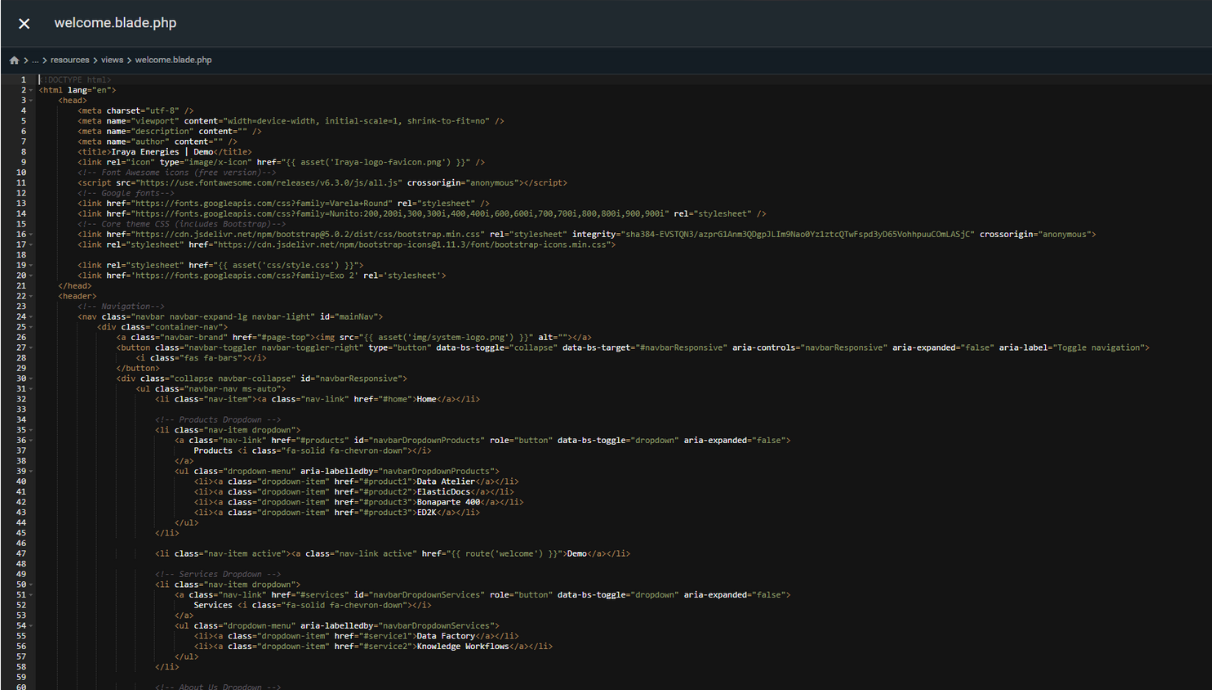 welcome.blade.php
... > resources > views > welcome.blade.php
1 <!DOCTYPE html>
2 <html lang="en">
3 <head>
4 <meta charset="utf-8" />
5 <meta name="viewport" content="width=device-width, initial-scale=1, shrink-to-fit=no" />
6 <meta name="description" content="" />
7 <meta name="author" content="" />
8 <title>Iraya Energies | Demo</title>
9 <link rel="icon" type="image/x-icon" href="{{ asset('Iraya-logo-favicon.png') }}" />
10 <!-- Font Awesome icons (free version)-->
11 <script src="https://use.fontawesome.com/releases/v6.3.0/js/all.js" crossorigin="anonymous"></script>
12 <!-- Google fonts-->
13 <link href="https://fonts.googleapis.com/css?family=Varela+Round" rel="stylesheet" />
14 <link href="https://fonts.googleapis.com/css?family=Nunito:200,200i,300,300i,400,400i,600,600i,700,700i,800,800i,900,900i" rel="stylesheet" />
15 <!-- Core theme CSS (includes Bootstrap)-->
16 <link href="https://cdn.jsdelivr.net/npm/bootstrap@5.0.2/dist/css/bootstrap.min.css" rel="stylesheet" integrity="sha384-EVSTQN3/azprG1Anm3QDgpJLIm9Nao0Yz1ztcQTwFspd3yD65VohhpuuCOmLASjC" crossorigin="anonymous">
17 <link rel="stylesheet" href="https://cdn.jsdelivr.net/npm/bootstrap-icons@1.11.3/font/bootstrap-icons.min.css">
18
19 <link rel="stylesheet" href="{{ asset('css/style.css') }}">
20 <link href='https://fonts.googleapis.com/css?family=Exo 2' rel='stylesheet'>
21 </head>
22 <header>
23 <!-- Navigation-->
24 <nav class="navbar navbar-expand-lg navbar-light" id="mainNav">
25 <div class="container-nav">
26 <a class="navbar-brand" href="#page-top"><img src="{{ asset('img/system-logo.png') }}" alt=""></a>
27 <button class="navbar-toggler navbar-toggler-right" type="button" data-bs-toggle="collapse" data-bs-target="#navbarResponsive" aria-controls="navbarResponsive" aria-expanded="false" aria-label="Toggle navigation">
28 <i class="fas fa-bars"></i>
29 </button>
30 <div class="collapse navbar-collapse" id="navbarResponsive">
31 <ul class="navbar-nav ms-auto">
32 <li class="nav-item"><a class="nav-link" href="#home">Home</a></li>
33
34 <!-- Products Dropdown -->
35 <li class="nav-item dropdown">
36 <a class="nav-link" href="#products" id="navbarDropdownProducts" role="button" data-bs-toggle="dropdown" aria-expanded="false">
37 Products <i class="fa-solid fa-chevron-down"></i>
38 </a>
39 <ul class="dropdown-menu" aria-labelledby="navbarDropdownProducts">
40 <li><a class="dropdown-item" href="#product1">Data Atelier</a></li>
41 <li><a class="dropdown-item" href="#product2">ElasticDocs</a></li>
42 <li><a class="dropdown-item" href="#product3">Bonaparte 400</a></li>
43 <li><a class="dropdown-item" href="#product3">ED2K</a></li>
44 </ul>
45 </li>
46
47 <li class="nav-item active"><a class="nav-link active" href="{{ route('welcome') }}">Demo</a></li>
48
49 <!-- Services Dropdown -->
50 <li class="nav-item dropdown">
51 <a class="nav-link" href="#services" id="navbarDropdownServices" role="button" data-bs-toggle="dropdown" aria-expanded="false">
52 Services <i class="fa-solid fa-chevron-down"></i>
53 </a>
54 <ul class="dropdown-menu" aria-labelledby="navbarDropdownServices">
55 <li><a class="dropdown-item" href="#service1">Data Factory</a></li>
56 <li><a class="dropdown-item" href="#service2">Knowledge Workflows</a></li>
57 </ul>
58 </li>
59
60 <!-- About Us Dropdown -->